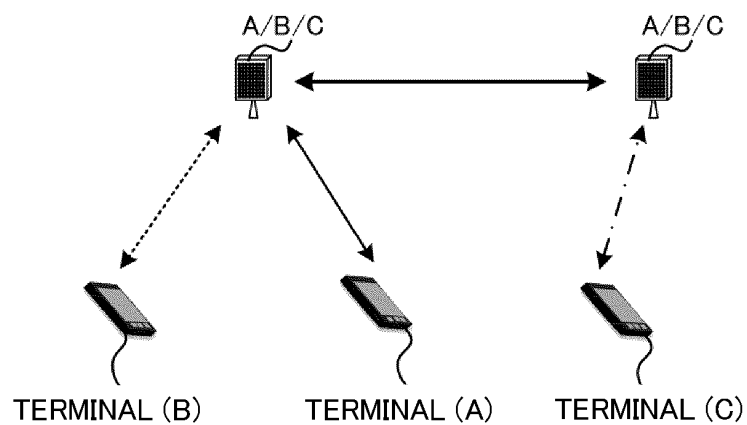 A/B/C
A/B/C
TERMINAL (B)
TERMINAL (A)
TERMINAL (C)